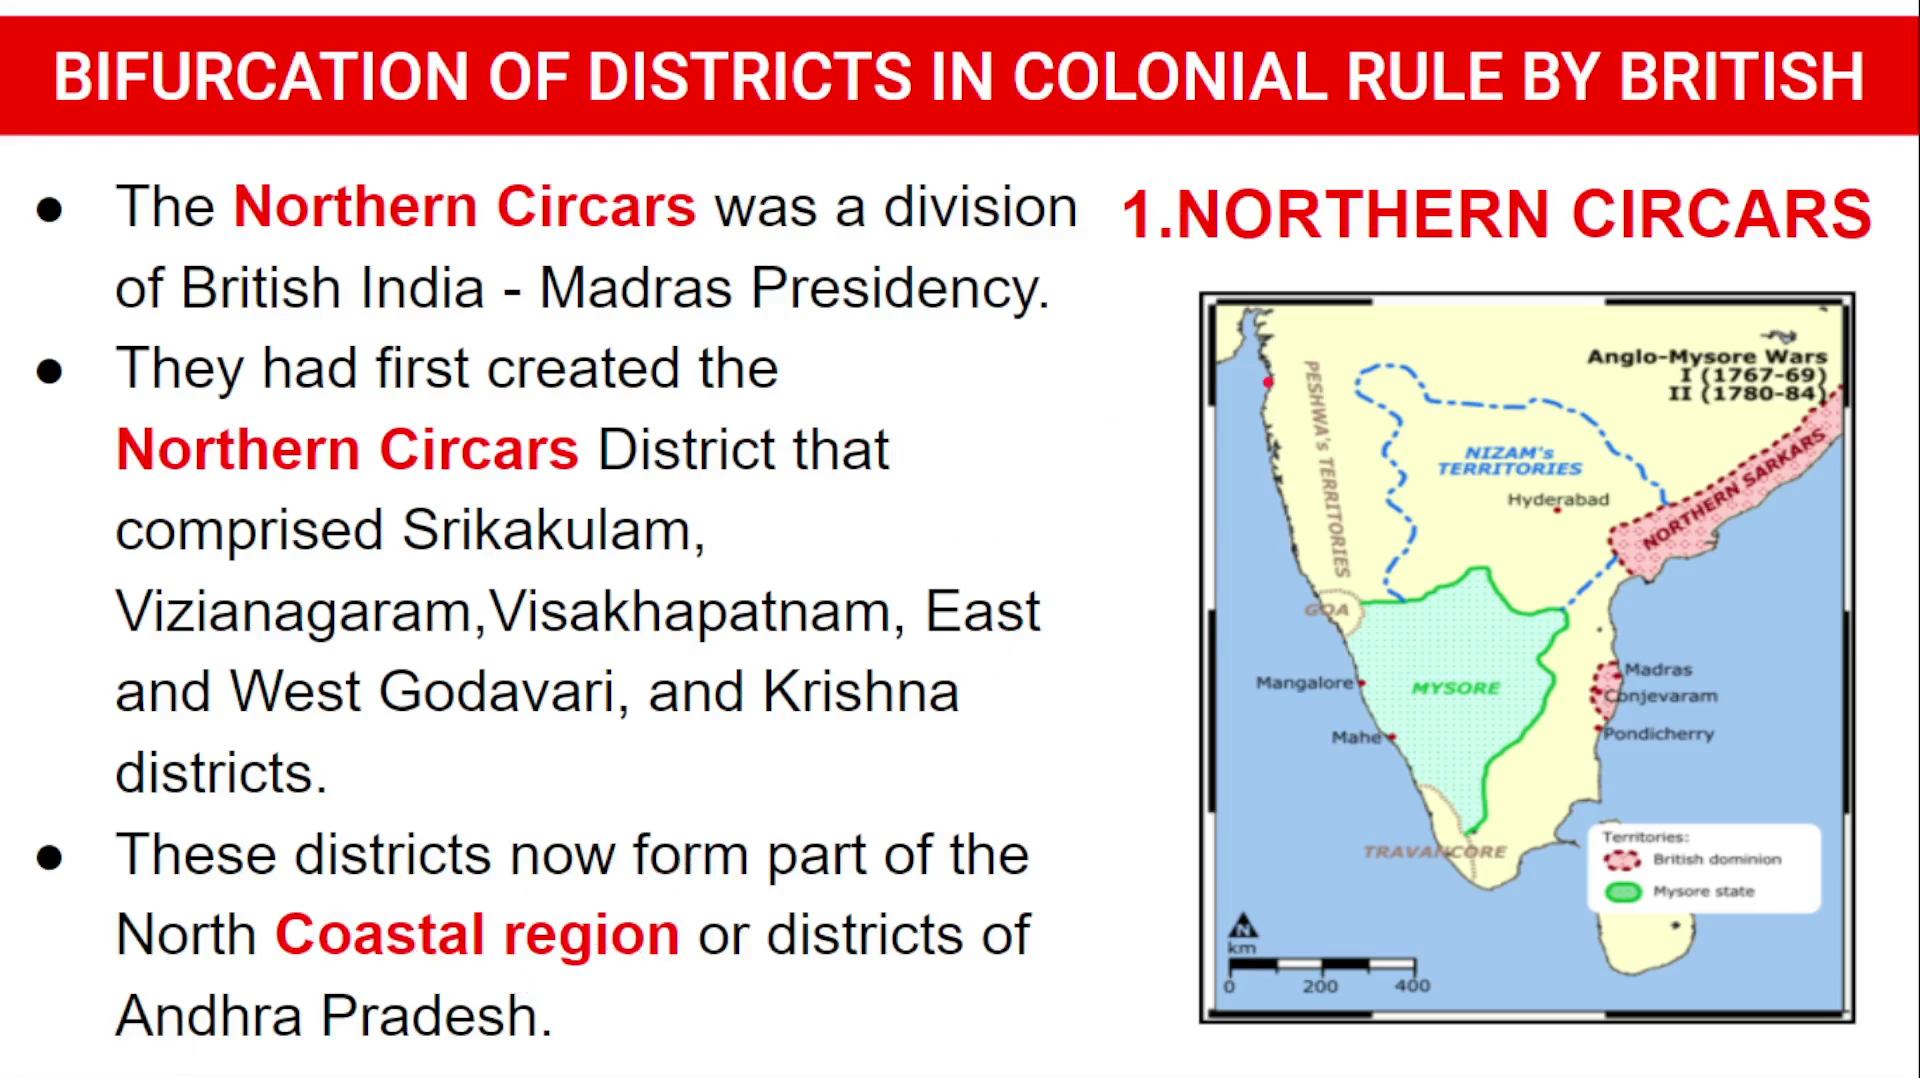 BIFURCATION OF DISTRICTS IN COLONIAL RULE BY BRITISH
● The Northern Circars was a division
of British India - Madras Presidency.
● They had first created the
Northern Circars District that
comprised Srikakulam,
Vizianagaram,Visakhapatnam, East
and West Godavari, and Krishna
districts.
● These districts now form part of the
North Coastal region or districts of
Andhra Pradesh.
1.NORTHERN CIRCARS
Anglo-Mysore Wars
I (1767-69)
II (1780-84)
PESHWA's TERRITORIES
NIZAM's
TERRITORIES
Hyderabad
NORTHERN SARKARS
GOA
Mangalore
MYSORE
Madras
Conjevaram
Mahe
Pondicherry
TRAVANCORE
Territories:
British dominion
Mysore state
N
km
0 200 400